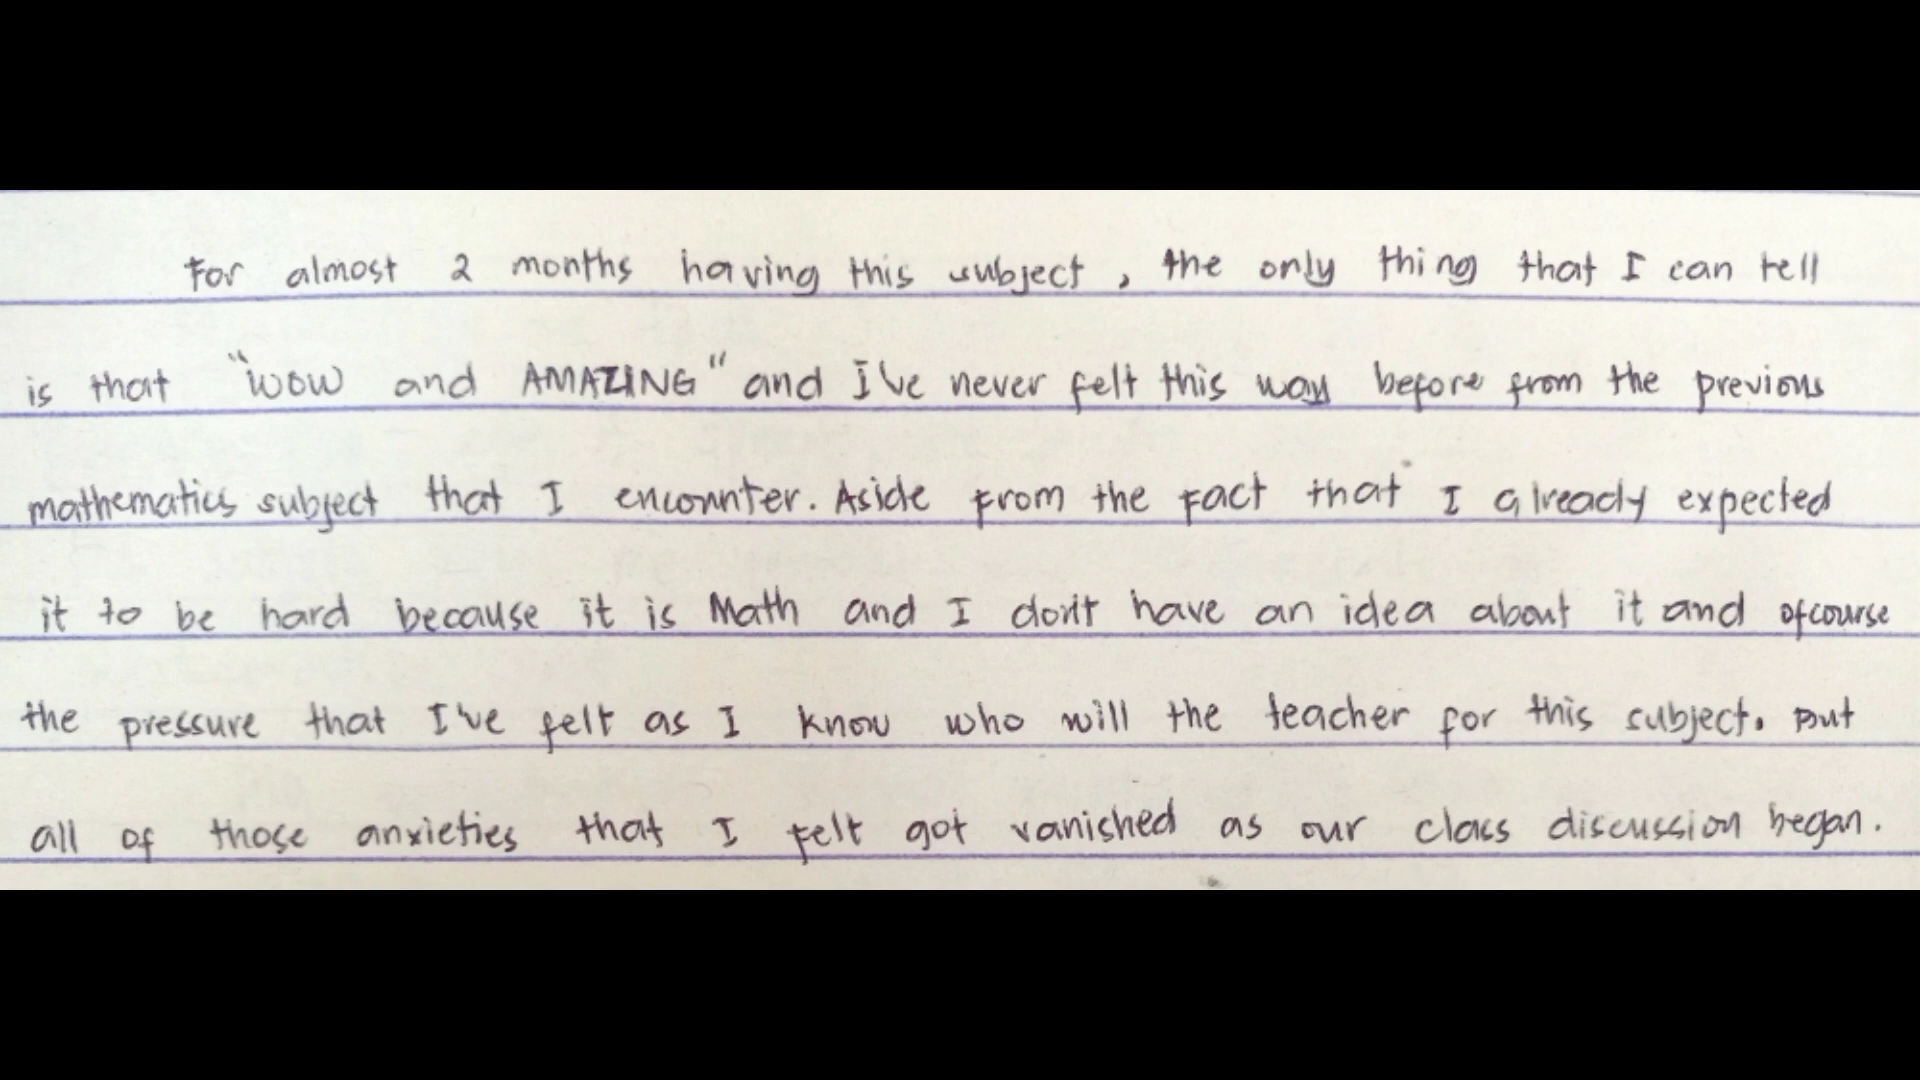 For almost 2 months having this subject, the only thing that I can tell
is that "WOW and AMAZING" and I've never felt this way before from the previous
mathematics subject that I encounter. Aside from the fact that I already expected
it to be hard because it is Math and I don't have an idea about it and ofcourse
the pressure that I've felt as I know who will the teacher for this subject. But
all of those anxieties that I felt got vanished as our class discussion began.